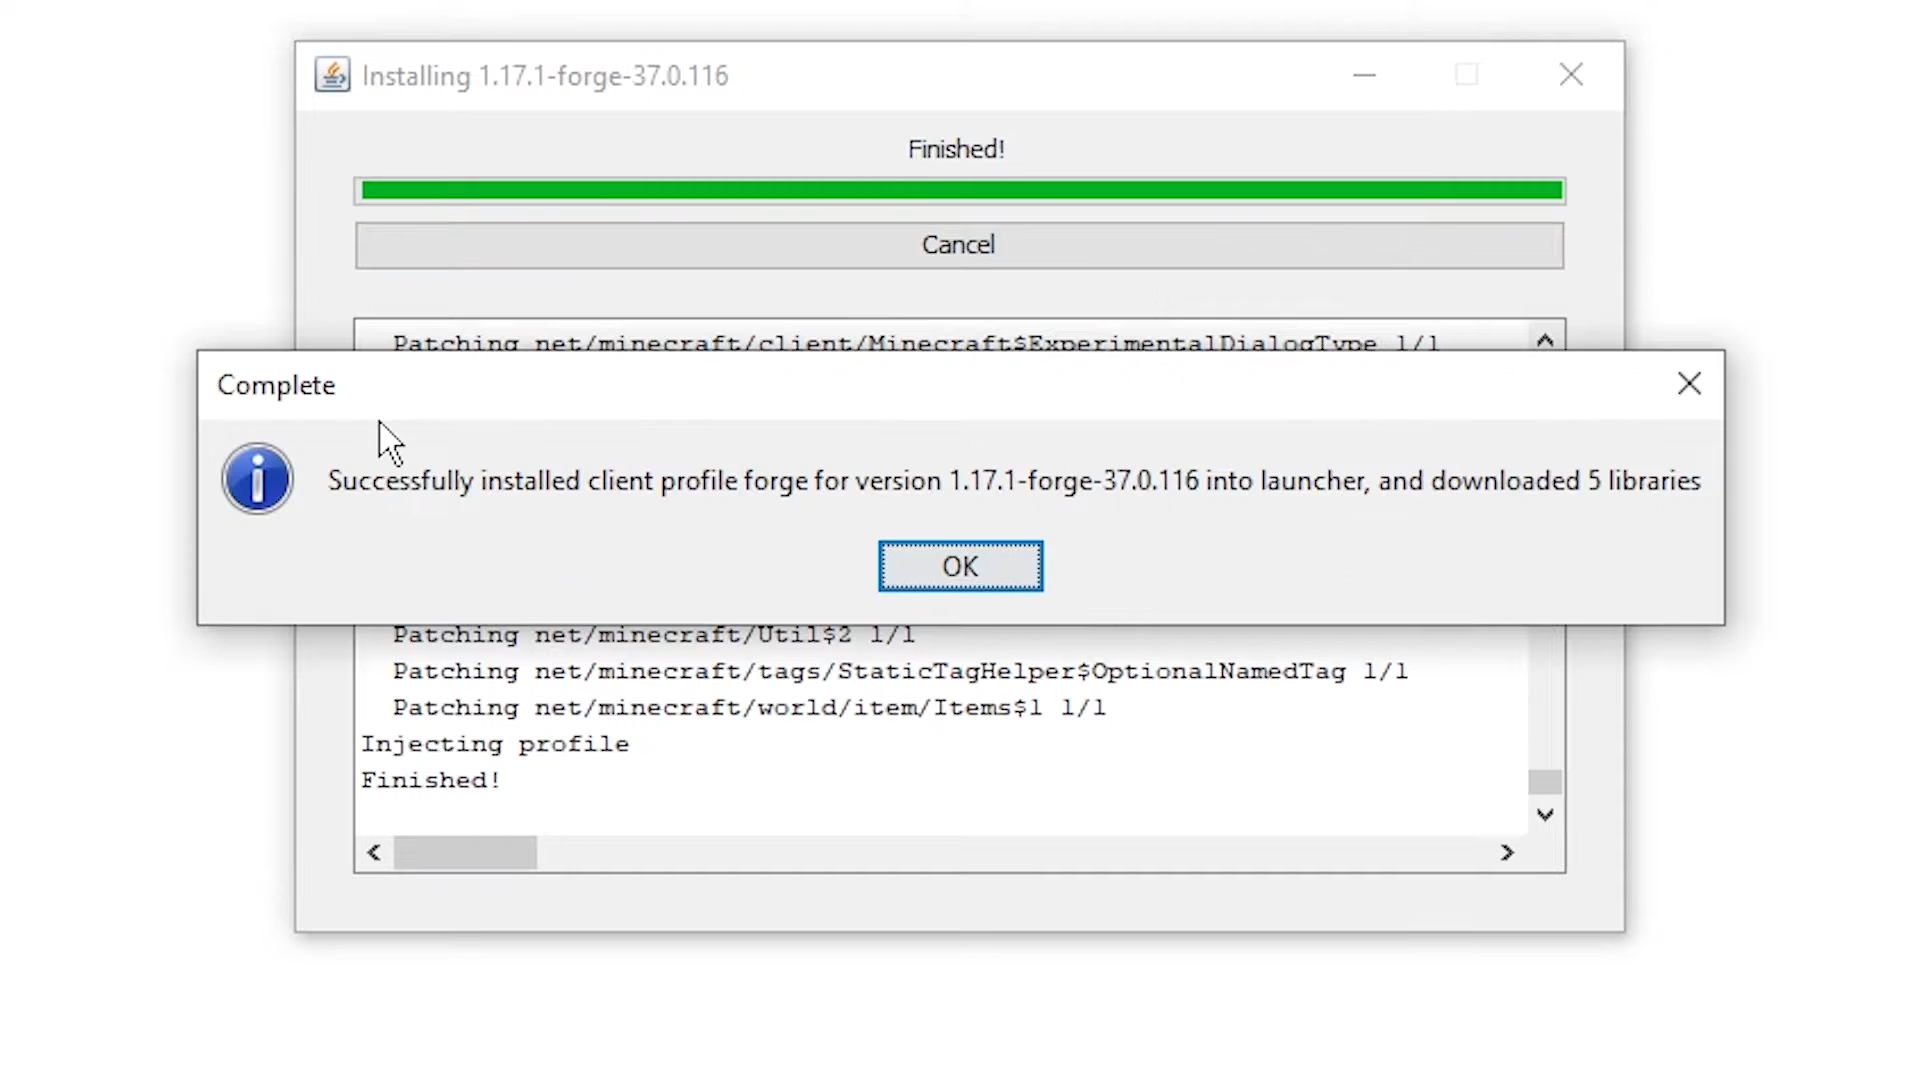 Installing 1.17.1-forge-37.0.116
Finished!
Cancel
Patching net/minecraft/client/Minecraft$ExperimentalDialogType 1/1
Complete
Successfully installed client profile forge for version 1.17.1-forge-37.0.116 into launcher, and downloaded 5 libraries
OK
Patching net/minecraft/Util$2 1/1
Patching net/minecraft/tags/StaticTagHelper$OptionalNamedTag 1/1
Patching net/minecraft/world/item/Items$1 1/1
Injecting profile
Finished!